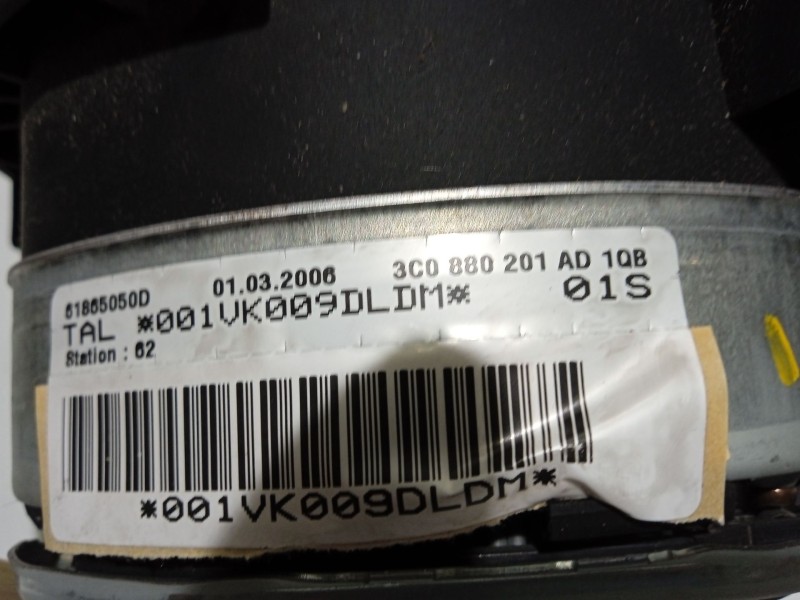 61865050D 01.03.2006 3C0 880 201 AD 1QB
TAL *001VK009DLDM* 01S
Station : 62
*001VK009DLDM*